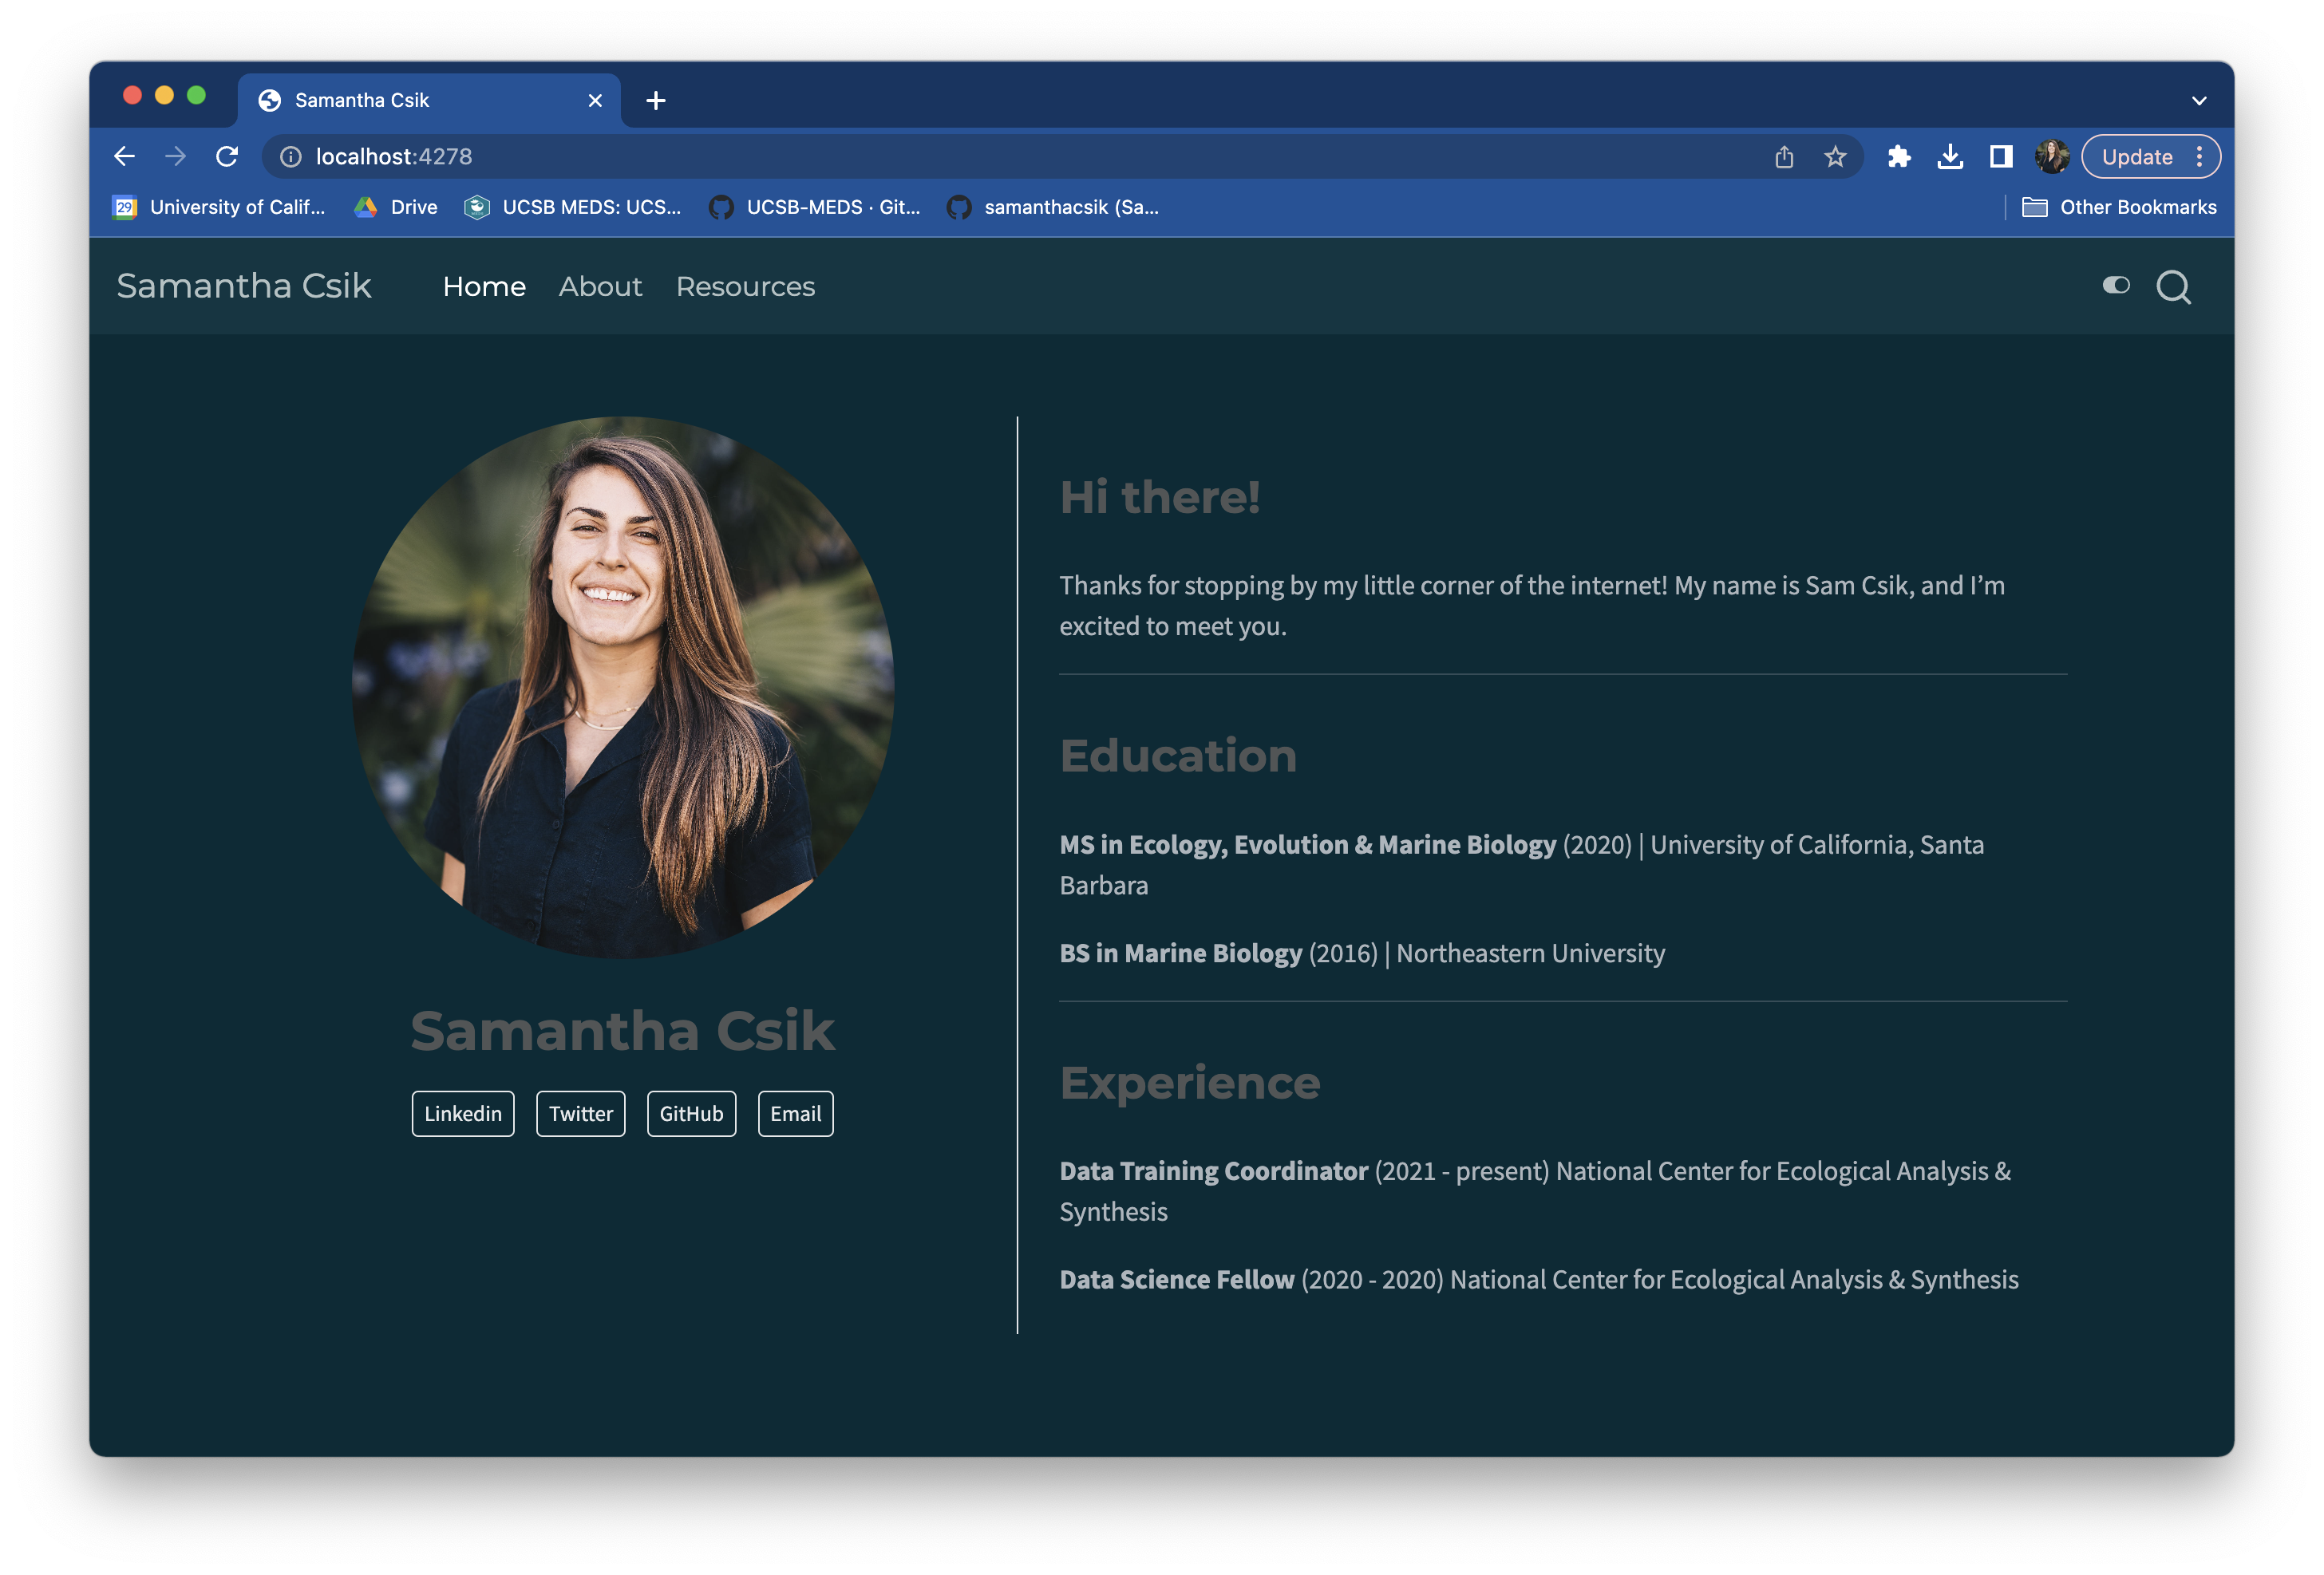 Samantha Csik
localhost:4278
Update
29 University of Calif...
Drive
UCSB MEDS: UCS...
UCSB-MEDS · Git...
samanthacsik (Sa...
Other Bookmarks
Samantha Csik
Home
About
Resources
Hi there!
Thanks for stopping by my little corner of the internet! My name is Sam Csik, and I’m
excited to meet you.
Education
MS in Ecology, Evolution & Marine Biology (2020) | University of California, Santa
Barbara
BS in Marine Biology (2016) | Northeastern University
Samantha Csik
Linkedin
Twitter
GitHub
Email
Experience
Data Training Coordinator (2021 - present) National Center for Ecological Analysis &
Synthesis
Data Science Fellow (2020 - 2020) National Center for Ecological Analysis & Synthesis